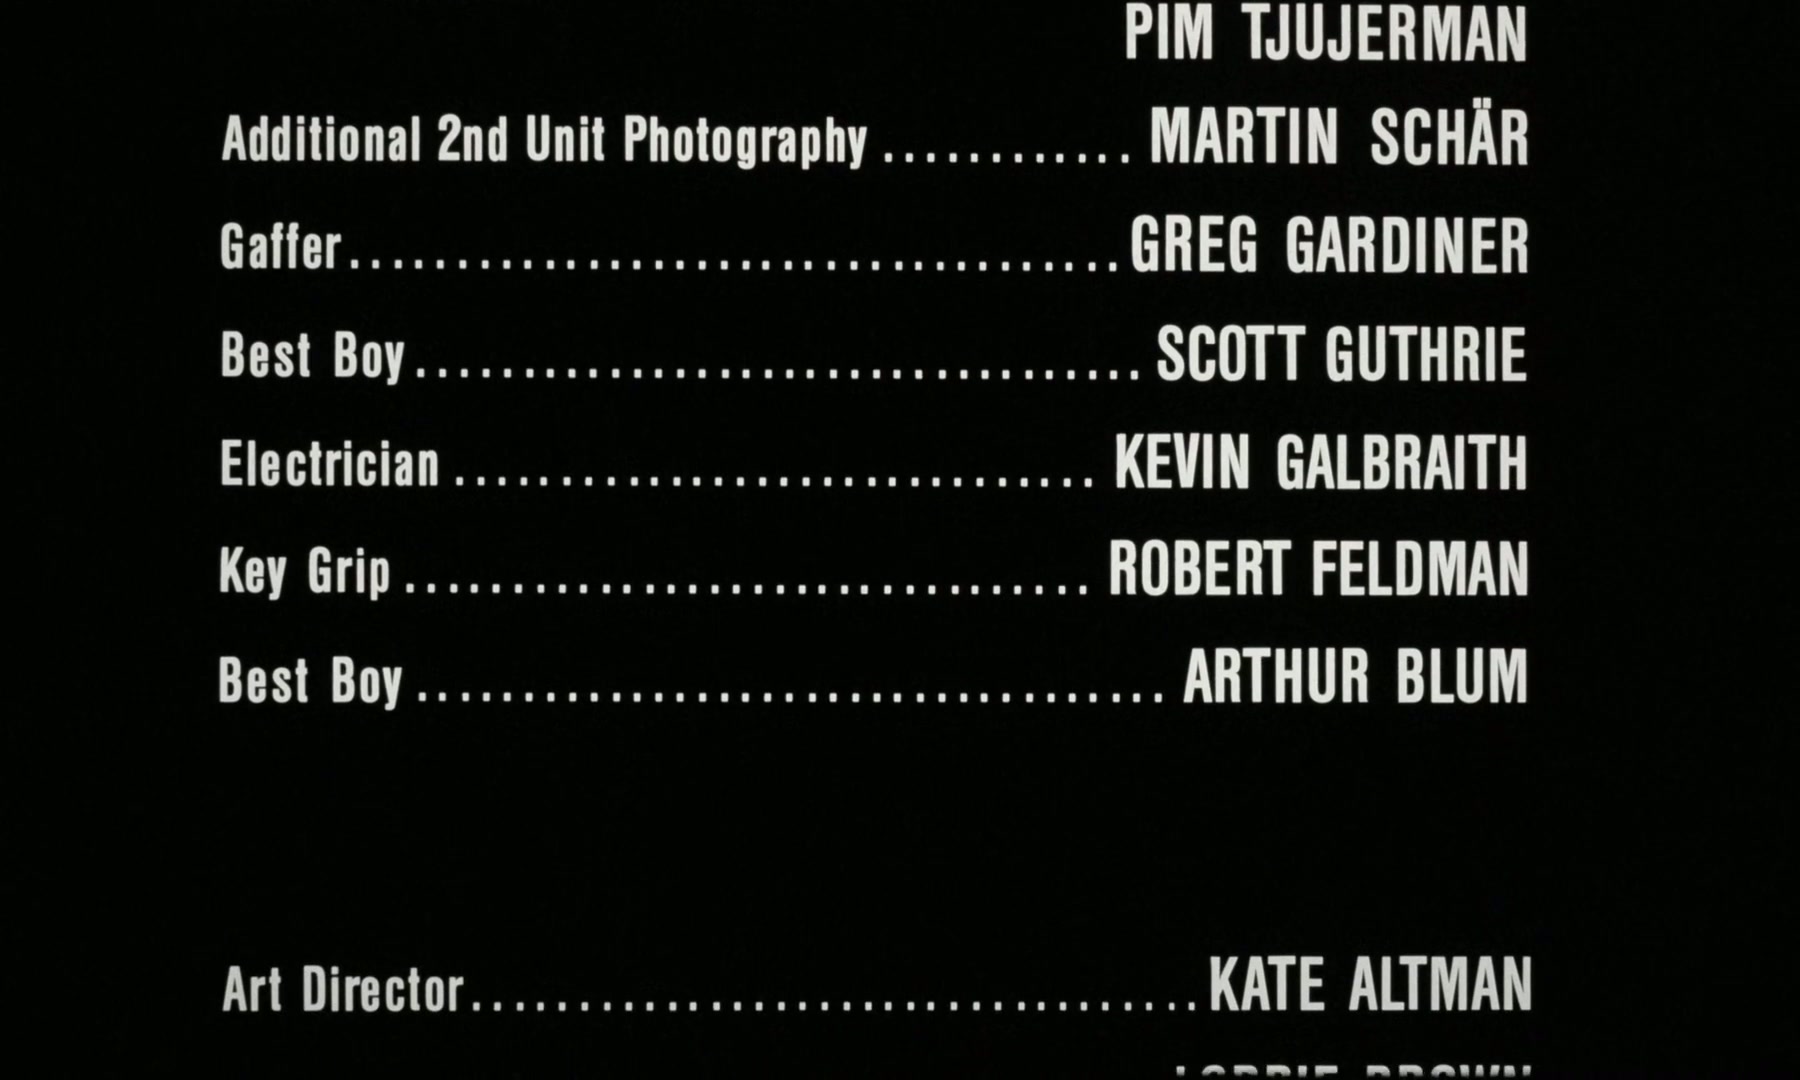 PIM TJUJERMAN
Additional 2nd Unit Photography ............ MARTIN SCHÄR
Gaffer.................................... GREG GARDINER
Best Boy.................................. SCOTT GUTHRIE
Electrician .............................. KEVIN GALBRAITH
Key Grip ................................ ROBERT FELDMAN
Best Boy ................................... ARTHUR BLUM
Art Director.................................. KATE ALTMAN
BROWN